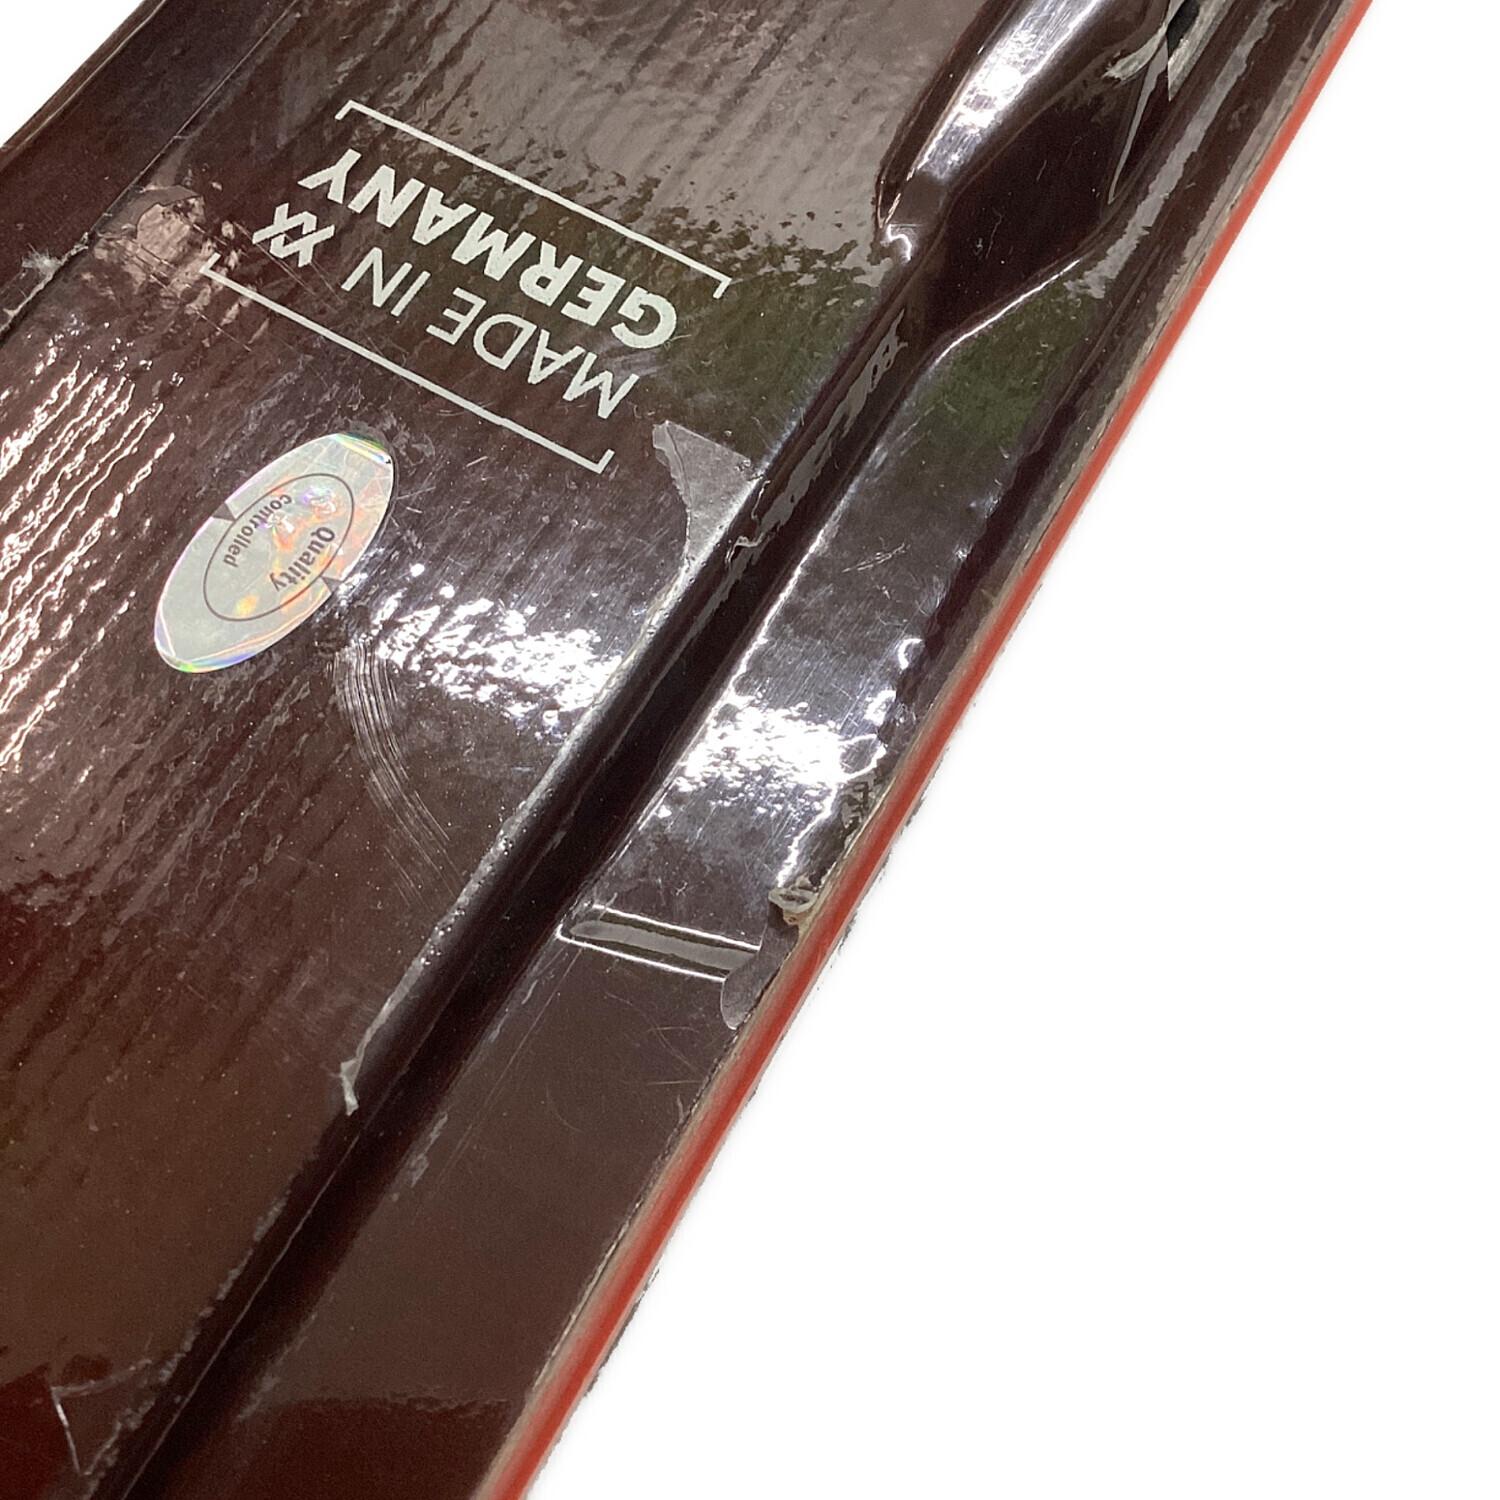 MADE IN
GERMANY
Quality
controlled